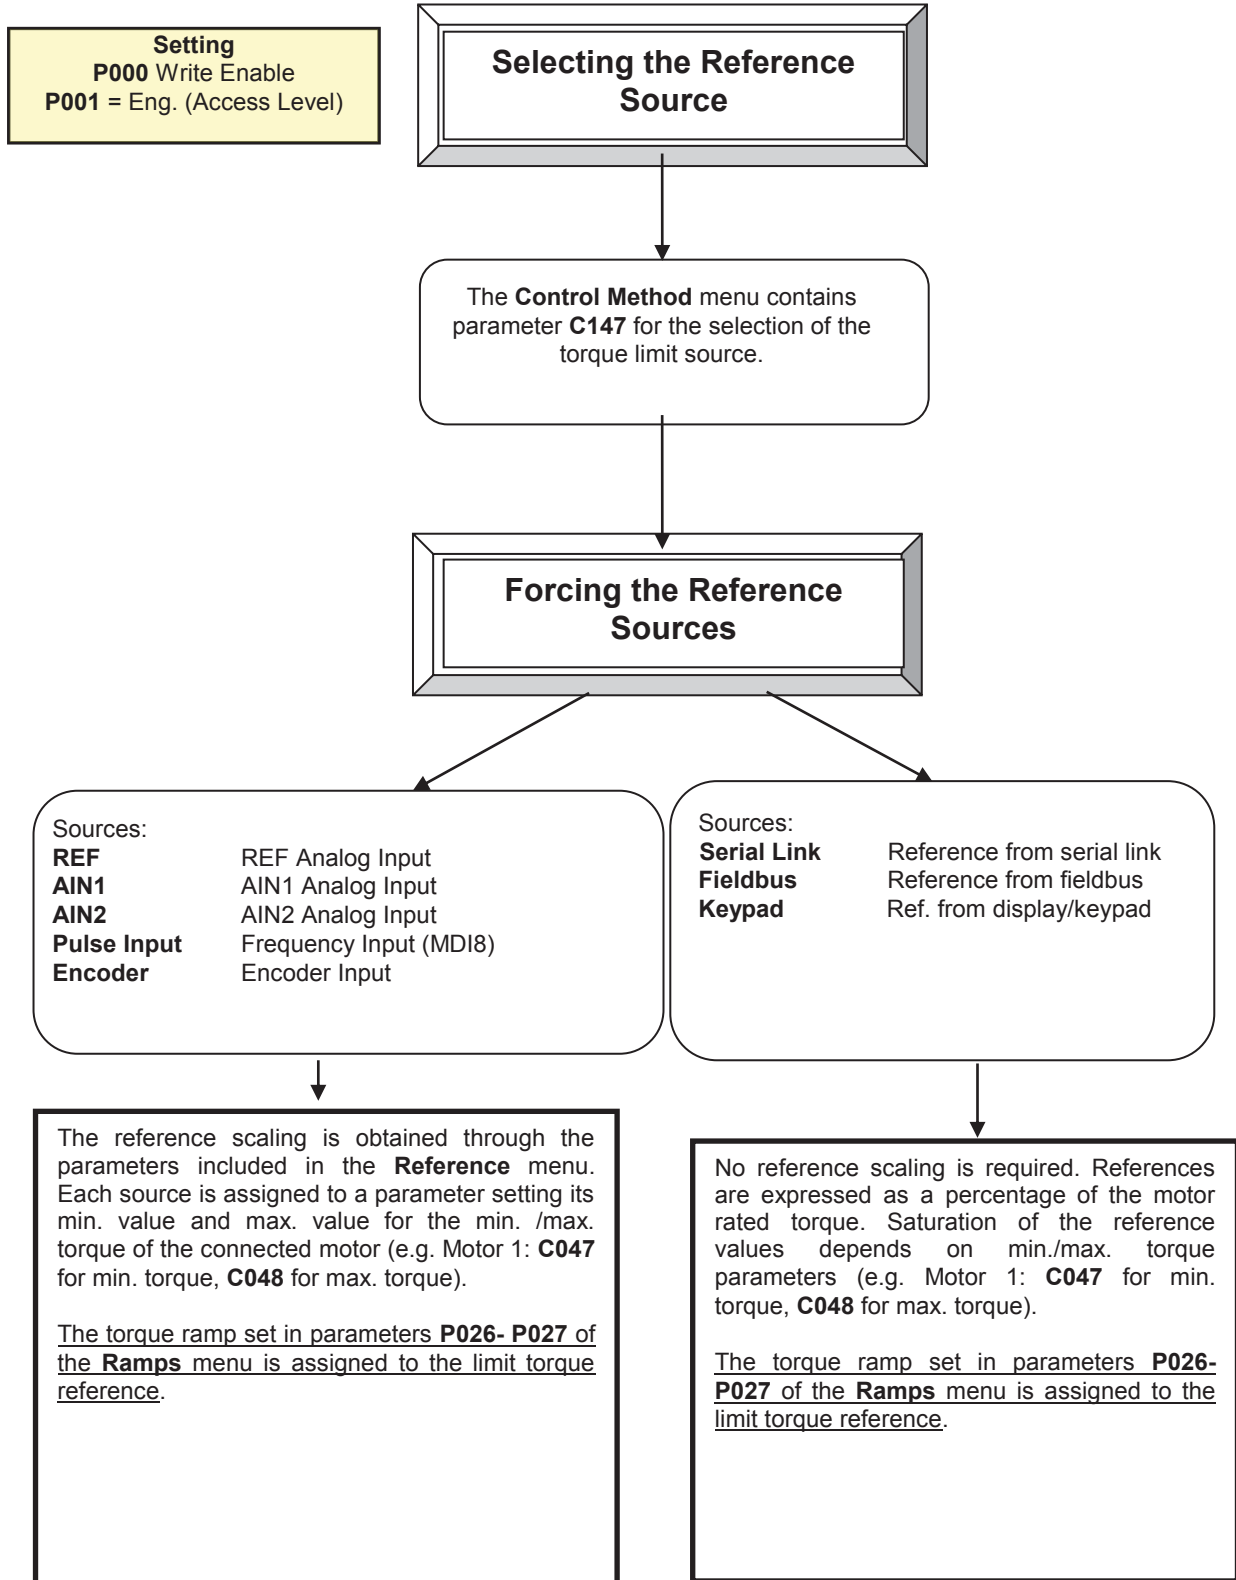 Setting
P000 Write Enable
P001 = Eng. (Access Level)
Selecting the Reference
Source
The Control Method menu contains
parameter C147 for the selection of the
torque limit source.
Forcing the Reference
Sources
Sources:
REF REF Analog Input
AIN1 AIN1 Analog Input
AIN2 AIN2 Analog Input
Pulse Input Frequency Input (MDI8)
Encoder Encoder Input
Sources:
Serial Link Reference from serial link
Fieldbus Reference from fieldbus
Keypad Ref. from display/keypad
The reference scaling is obtained through the
parameters included in the Reference menu.
Each source is assigned to a parameter setting its
min. value and max. value for the min. /max.
torque of the connected motor (e.g. Motor 1: C047
for min. torque, C048 for max. torque).
The torque ramp set in parameters P026- P027 of
the Ramps menu is assigned to the limit torque
reference.
No reference scaling is required. References
are expressed as a percentage of the motor
rated torque. Saturation of the reference
values depends on min./max. torque
parameters (e.g. Motor 1: C047 for min.
torque, C048 for max. torque).
The torque ramp set in parameters P026-
P027 of the Ramps menu is assigned to the
limit torque reference.